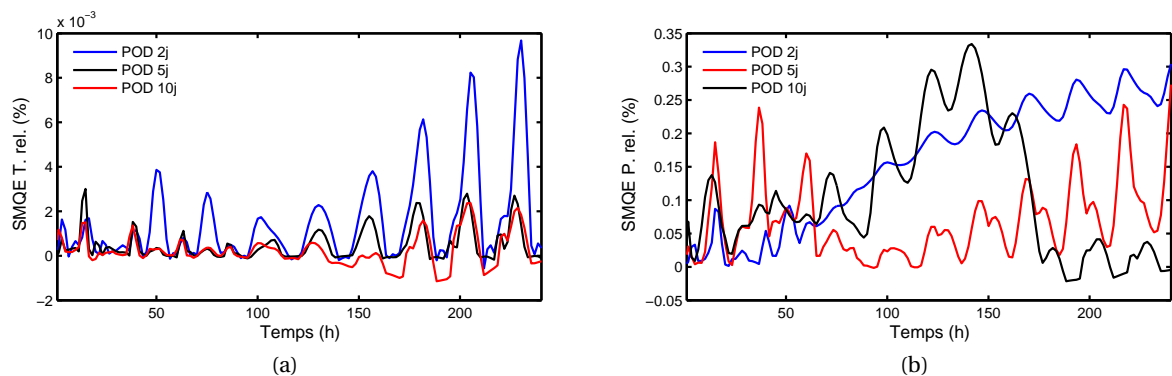 x 10⁻³
10
8
6
4
2
0
−2
SMQE T. rel. (%)
POD 2j
POD 5j
POD 10j
50
100
150
200
Temps (h)
(a)
0.35
0.3
0.25
0.2
0.15
0.1
0.05
0
−0.05
SMQE P. rel. (%)
POD 2j
POD 5j
POD 10j
50
100
150
200
Temps (h)
(b)